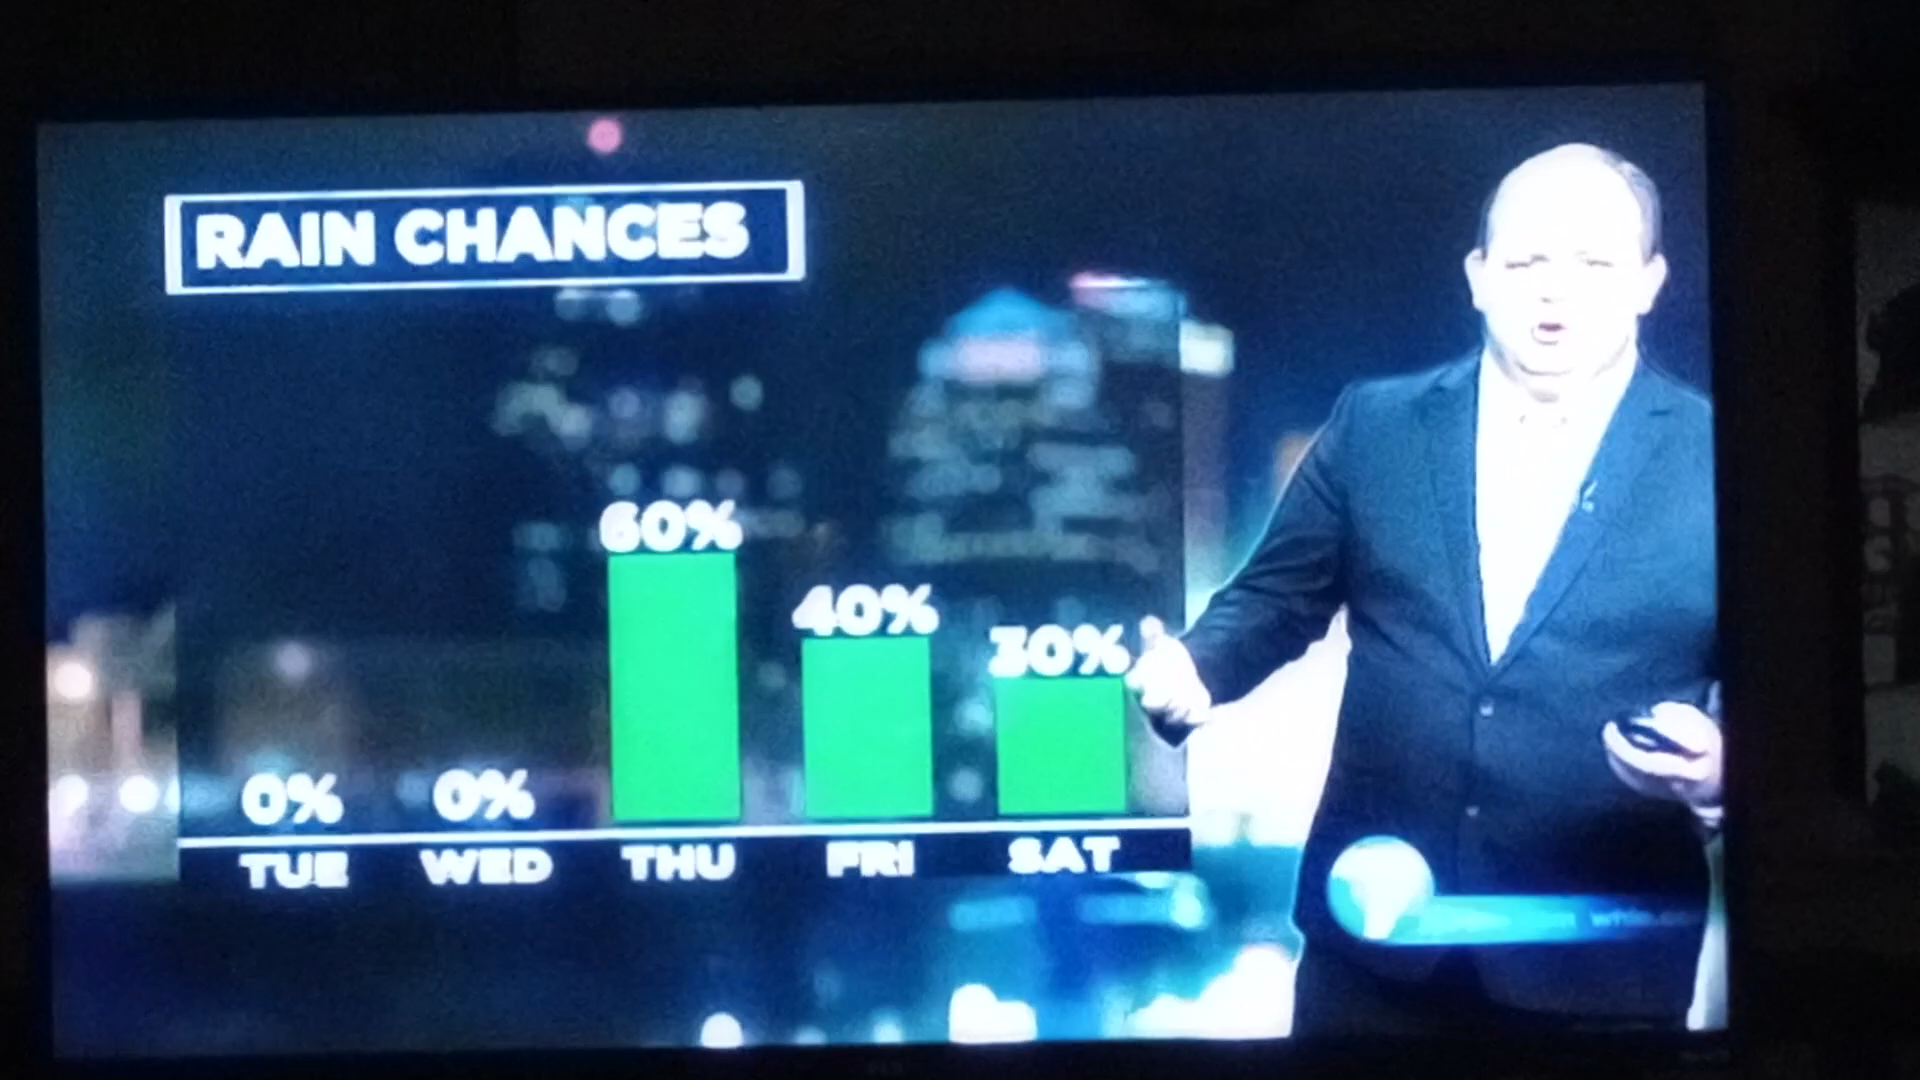 RAIN CHANCES
60%
40%
30%
0% 0%
TUE WED THU FRI SAT